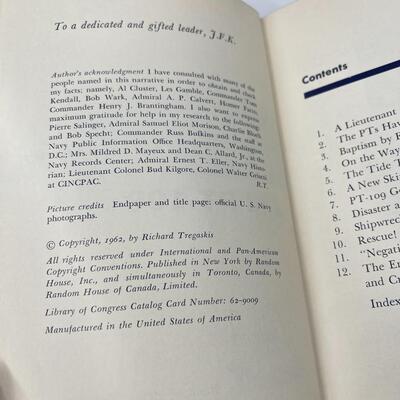 To a dedicated and gifted leader, J.F.K.
Author's acknowledgment I have consulted with many of the
people named in this narrative in order to obtain and check
my facts; namely, Al Cluster, Les Gamble, Commander Tom
Kendall, Bob Wark, Admiral A. P. Calvert, Homer Facto,
Commander Henry J. Brantingham. I also want to express
maximum gratitude for help in my research to the following:
Pierre Salinger, Admiral Samuel Eliot Morison, Charlie Block
and Bob Specht; Commander Russ Bufkins and the staff at
Navy Public Information Office Headquarters, Washington,
D.C.; Mrs. Mildred D. Mayeux and Dean C. Allard, Jr., at the
Navy Records Center; Admiral Ernest T. Eller, Navy Histo-
rian; Lieutenant Colonel Bud Kilgore, Colonel Walter
at CINCPAC. R.T.
Picture credits Endpaper and title page: official U. S. Navy
photographs.
© Copyright, 1962, by Richard Tregaskis
All rights reserved under International and Pan-American
Copyright Conventions. Published in New York by Random
House, Inc., and simultaneously in Toronto, Canada, by
Random House of Canada, Limited.
Library of Congress Catalog Card Number: 62-9009
Manufactured in the United States of America
Contents
1. A Lieutenant
2. The PTs Hav
3. Baptism by
4. On the Way
5. The Tide
6. A New Ski
7. PT-109 G
8. Disaster a
9. Shipwrec
10. Rescue!
11. "Negati
12. The En
and Cr
Index